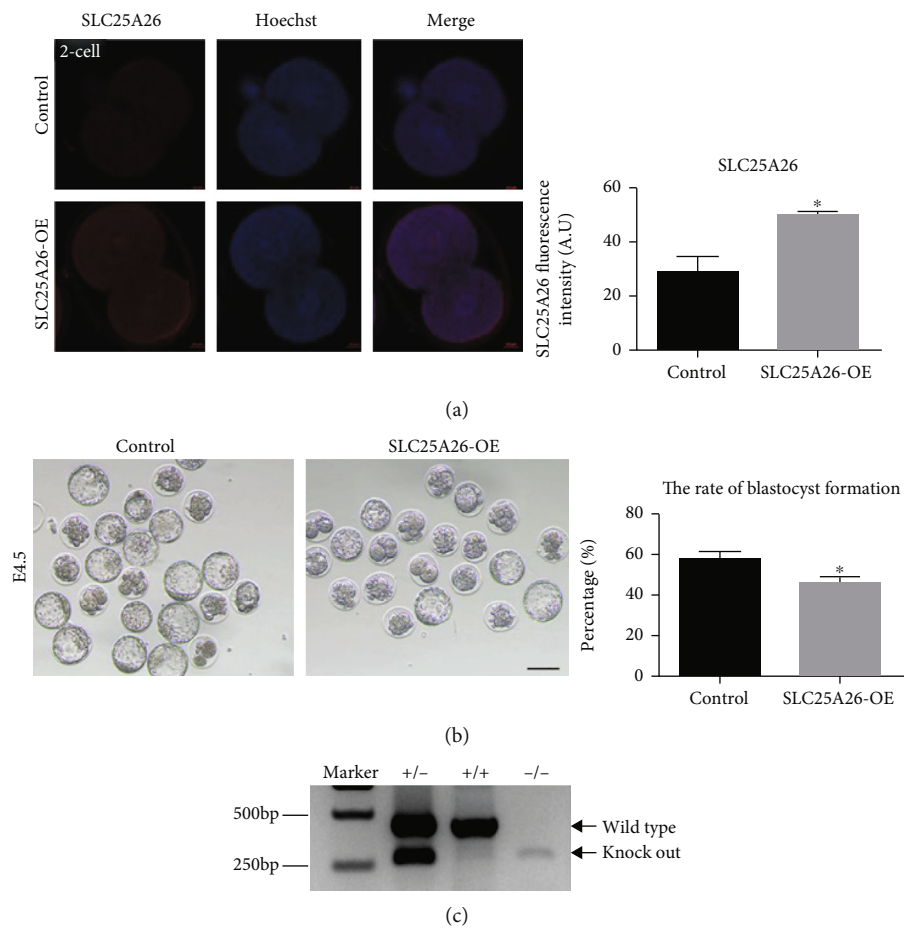 SLC25A26 Hoechst Merge
2-cell
Control
SLC25A26-OE
SLC25A26
SLC25A26 fluorescence
intensity (A.U)
60
40
20
0
*
Control SLC25A26-OE
(a)
Control SLC25A26-OE
E4.5
The rate of blastocyst formation
Percentage (%)
80
60
40
20
0
*
Control SLC25A26-OE
(b)
Marker +/– +/+ –/–
500bp
250bp
Wild type
Knock out
(c)